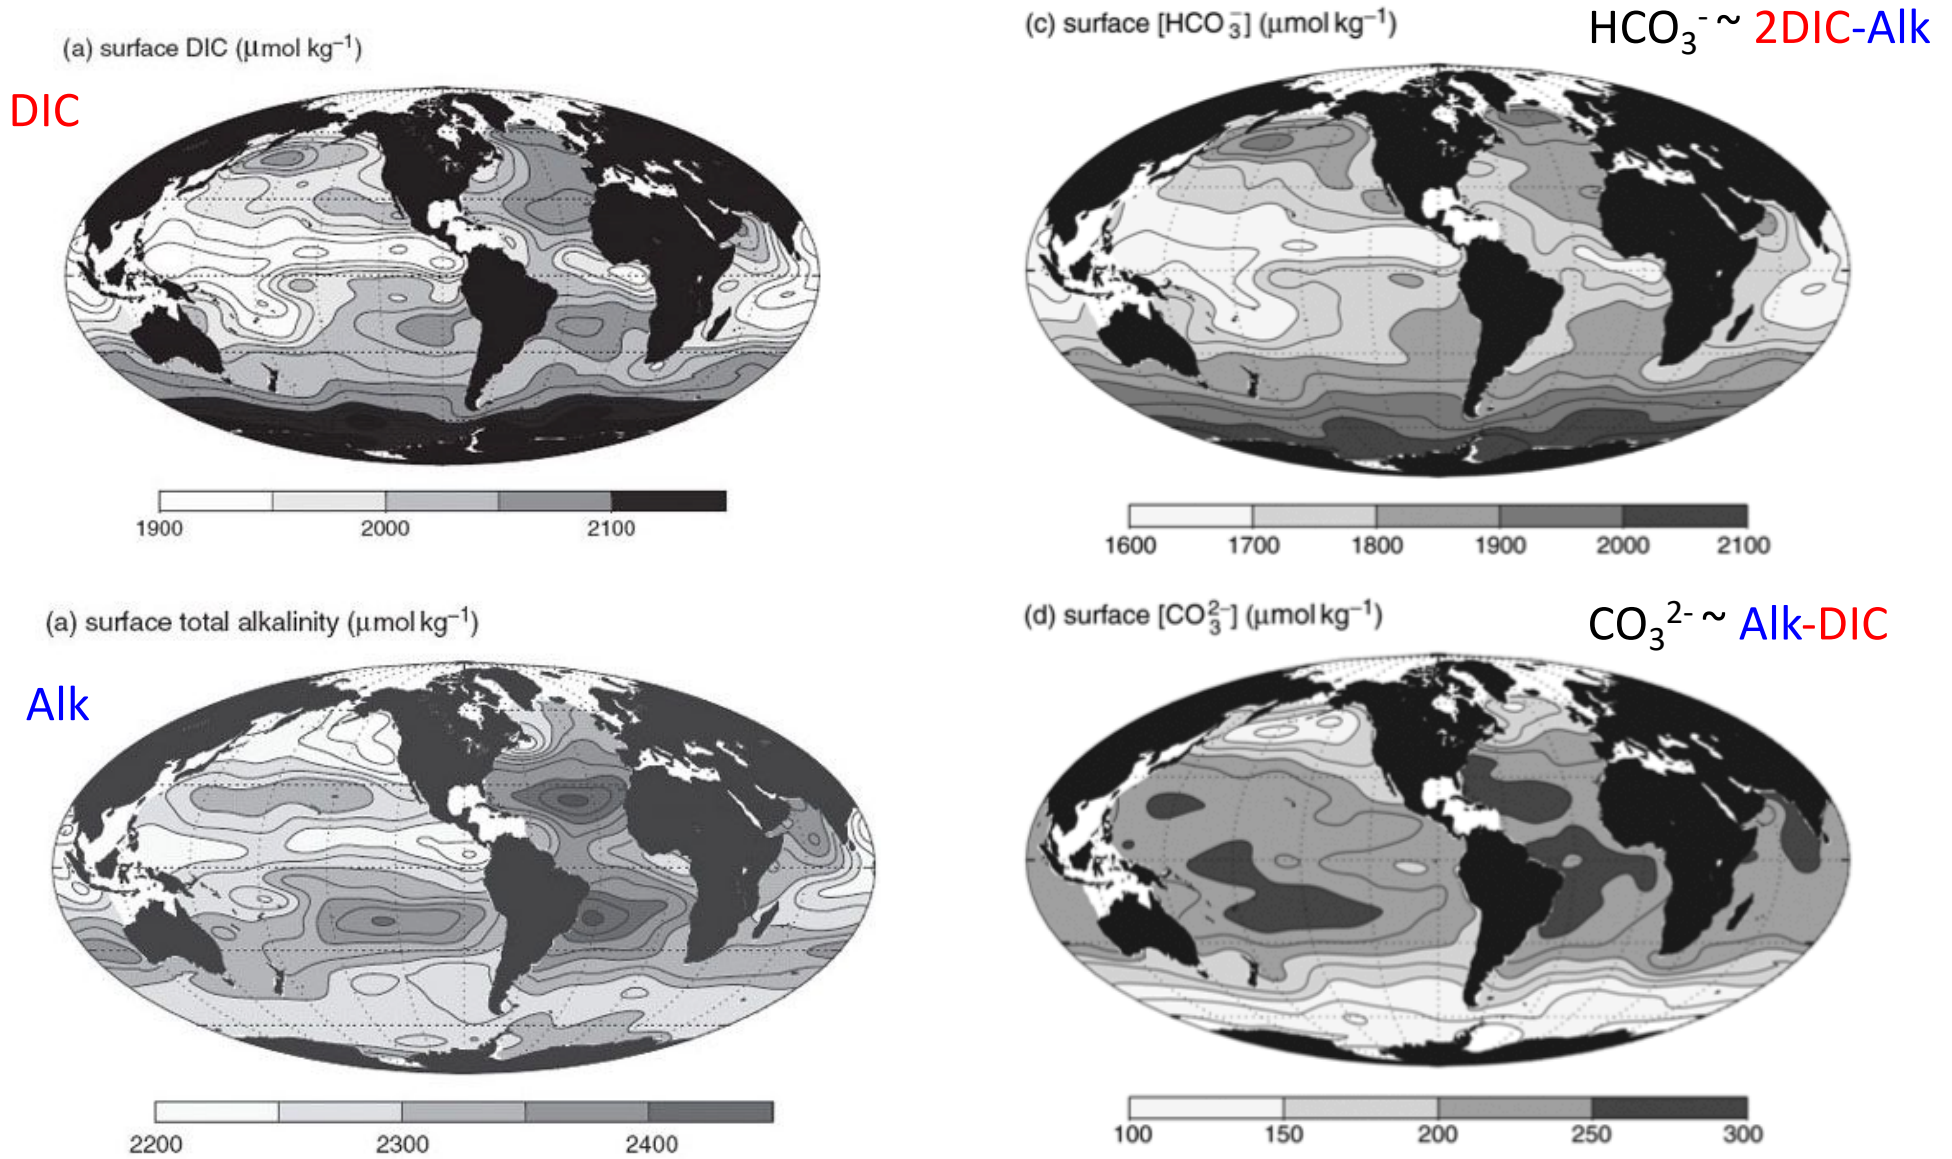 (a) surface DIC (μmol kg⁻¹)
DIC
1900 2000 2100
(c) surface [HCO₃⁻] (μmol kg⁻¹)
HCO₃⁻ ~ 2DIC-Alk
1600 1700 1800 1900 2000 2100
(a) surface total alkalinity (μmol kg⁻¹)
Alk
2200 2300 2400
(d) surface [CO₃²⁻] (μmol kg⁻¹)
CO₃²⁻ ~ Alk-DIC
100 150 200 250 300